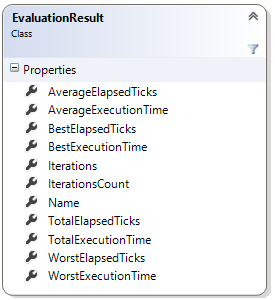 EvaluationResult
Class
Properties
AverageElapsedTicks
AverageExecutionTime
BestElapsedTicks
BestExecutionTime
Iterations
IterationsCount
Name
TotalElapsedTicks
TotalExecutionTime
WorstElapsedTicks
WorstExecutionTime